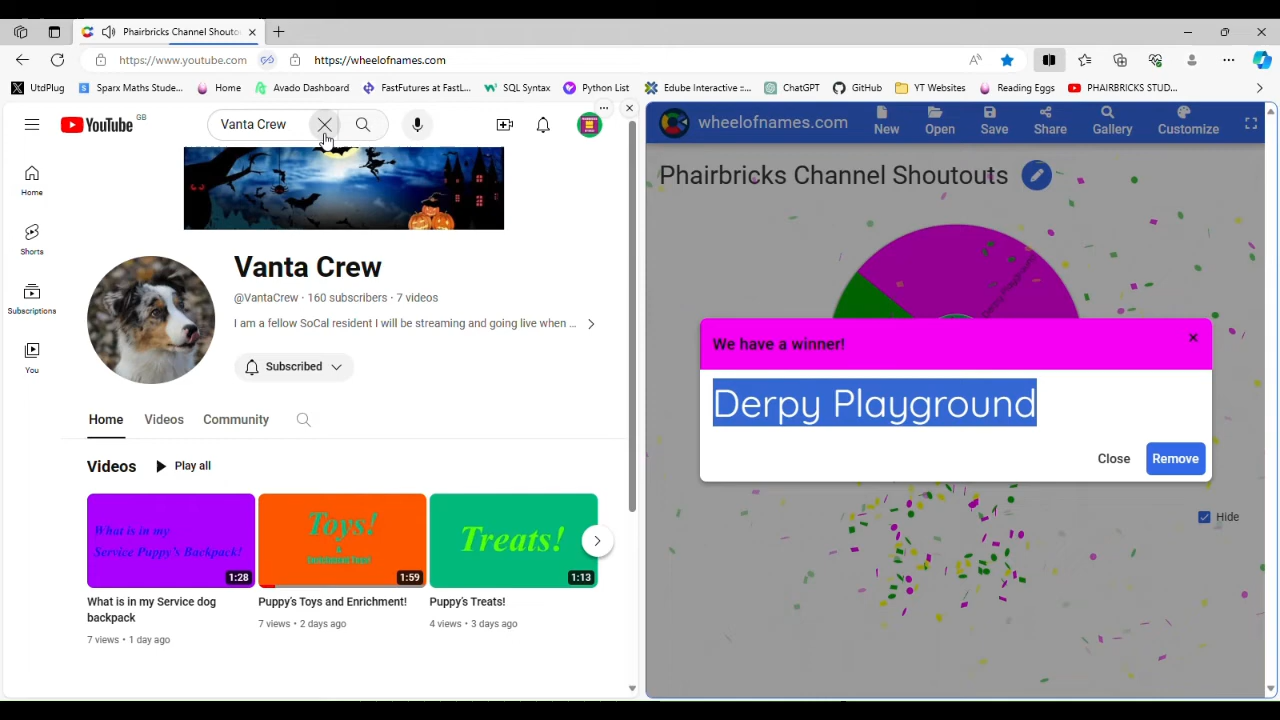 Phairbricks Channel Shouto
https://www.youtube.com
https://wheelofnames.com
UtdPlug
Sparx Maths Stude...
Home
Avado Dashboard
FastFutures at FastL...
SQL Syntax
Python List
Edube Interactive ::...
ChatGPT
GitHub
YT Websites
Reading Eggs
PHAIRBRICKS STUD...
YouTube GB
Vanta Crew
Home
Shorts
Subscriptions
You
Vanta Crew
@VantaCrew · 160 subscribers · 7 videos
I am a fellow SoCal resident I will be streaming and going live when ...
Subscribed
Home
Videos
Community
Videos
Play all
What is in my
Service Puppy's Backpack!
1:28
What is in my Service dog
backpack
7 views · 1 day ago
Toys!
&
1:59
Puppy's Toys and Enrichment!
7 views · 2 days ago
Treats!
1:13
Puppy's Treats!
4 views · 3 days ago
wheelofnames.com
New
Open
Save
Share
Gallery
Customize
Phairbricks Channel Shoutouts
Derpy Playground
We have a winner!
Derpy Playground
Close
Remove
Hide